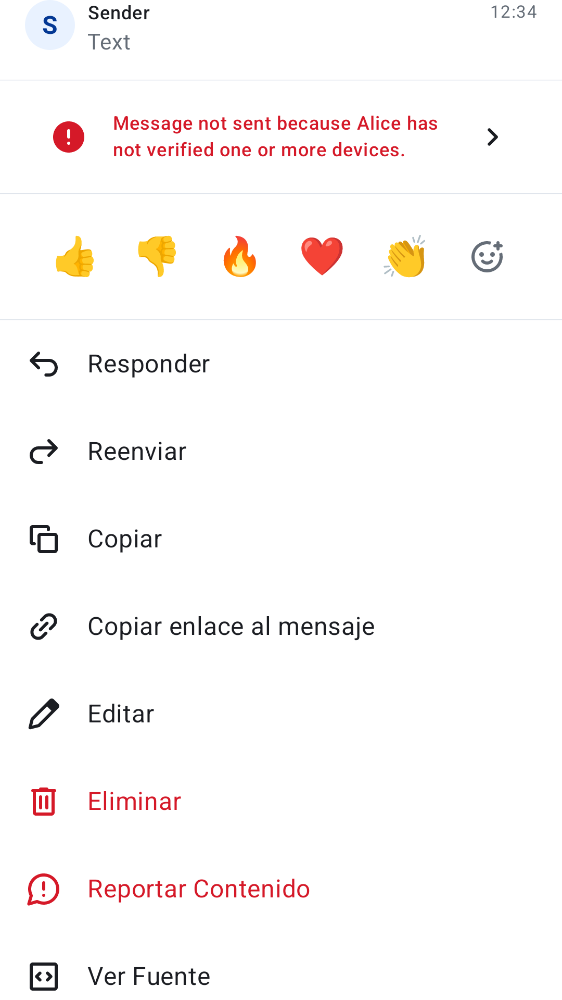 S
Sender
12:34
Text
Message not sent because Alice has
not verified one or more devices.
Responder
Reenviar
Copiar
Copiar enlace al mensaje
Editar
Eliminar
Reportar Contenido
Ver Fuente